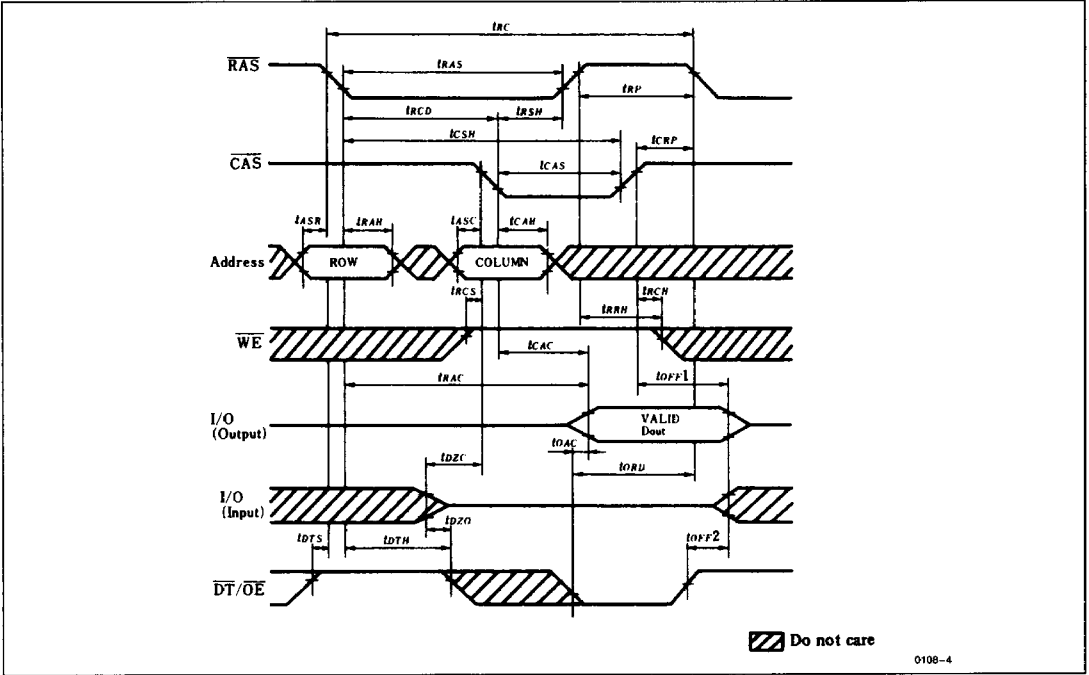 tRC
RAS
tRAS
tRP
tRCD
tRSH
tCSH
tCRP
CAS
tCAS
tASR
tRAH
tASC
tCAH
Address
ROW
COLUMN
tRCS
tRCH
tRRH
WE
tCAC
tRAC
tOFF1
I/O
(Output)
VALID
Dout
tOAC
tDZC
tORD
I/O
(Input)
tDZO
tDTS
tDTH
tOFF2
DT/OE
Do not care
0108-4